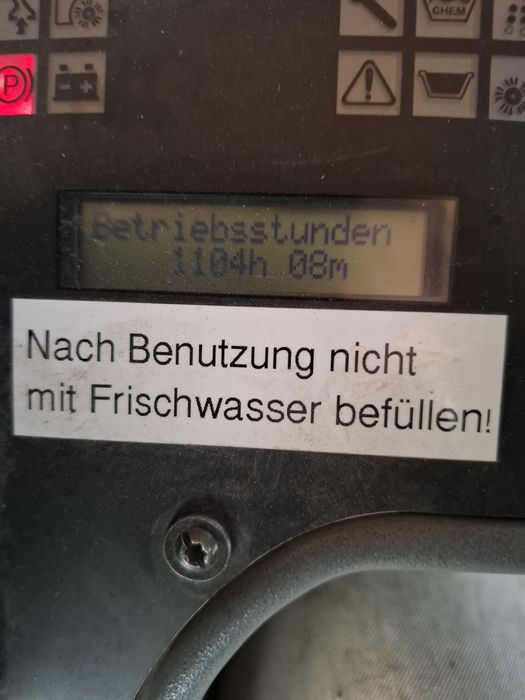 CHEM
P
Betriebsstunden
1104h 08m
Nach Benutzung nicht
mit Frischwasser befüllen!